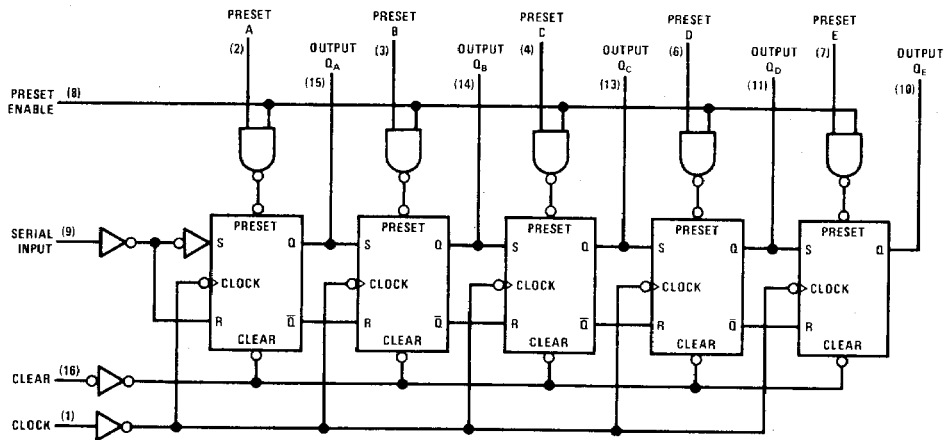 PRESET
A
(2)
OUTPUT
QA
(15)
PRESET
B
(3)
OUTPUT
QB
(14)
PRESET
C
(4)
OUTPUT
QC
(13)
PRESET
D
(6)
OUTPUT
QD
(11)
PRESET
E
(7)
OUTPUT
QE
(10)
PRESET
ENABLE
(8)
SERIAL
INPUT
(9)
PRESET
S
Q
CLOCK
R
Q̅
CLEAR
PRESET
S
Q
CLOCK
R
Q̅
CLEAR
PRESET
S
Q
CLOCK
R
Q̅
CLEAR
PRESET
S
Q
CLOCK
R
Q̅
CLEAR
PRESET
S
Q
CLOCK
R
CLEAR
CLEAR
(16)
CLOCK
(1)